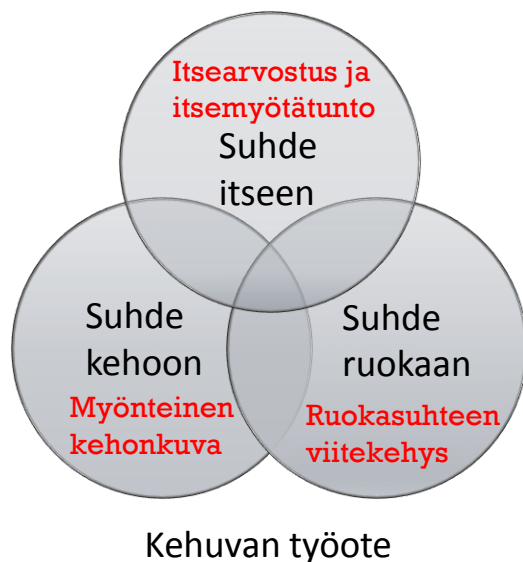 Itsearvostus ja
itsemyötätunto
Suhde
itseen
Suhde
kehoon
Myönteinen
kehonkuva
Suhde
ruokaan
Ruokasuhteen
viitekehys
Kehuvan työote